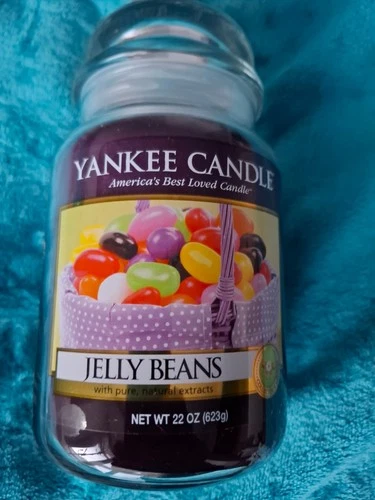 YANKEE CANDLE
America's Best Loved Candle
JELLY BEANS
with pure, natural extracts
NET WT 22 OZ (623g)